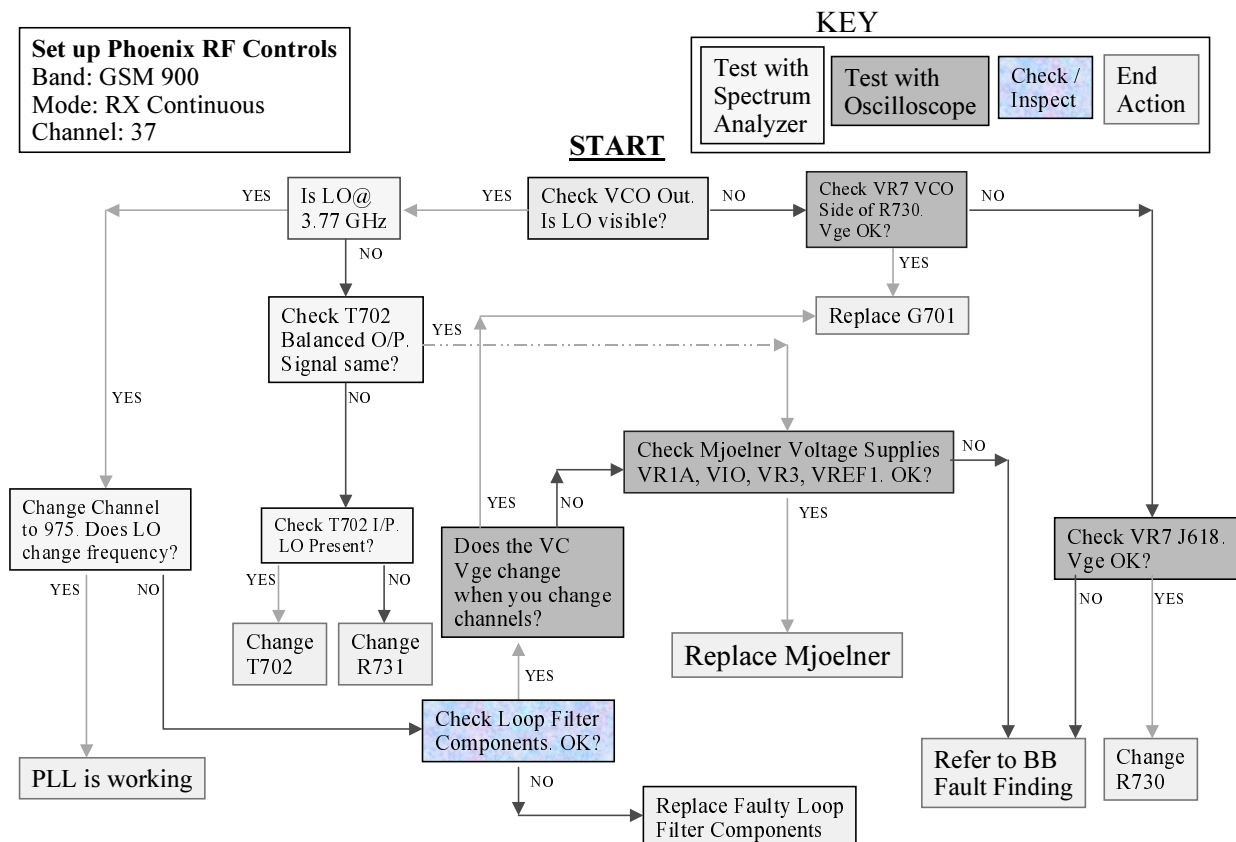 KEY
Set up Phoenix RF Controls
Band: GSM 900
Mode: RX Continuous
Channel: 37
Test with
Spectrum
Analyzer
Test with
Oscilloscope
Check /
Inspect
End
Action
START
YES
Is LO@
3.77 GHz
YES
Check VCO Out.
Is LO visible?
NO
Check VR7 VCO
Side of R730.
Vge OK?
NO
NO
YES
Check T702
Balanced O/P.
Signal same?
YES
YES
Replace G701
YES
NO
Check Mjoelner Voltage Supplies
VR1A, VIO, VR3, VREF1. OK?
NO
Change Channel
to 975. Does LO
change frequency?
Check T702 I/P.
LO Present?
YES
NO
YES
Does the VC
Vge change
when you change
channels?
Check VR7 J618.
Vge OK?
YES
NO
YES
NO
NO
YES
Change
T702
Change
R731
Replace Mjoelner
YES
Check Loop Filter
Components. OK?
PLL is working
Refer to BB
Fault Finding
Change
R730
NO
Replace Faulty Loop
Filter Components